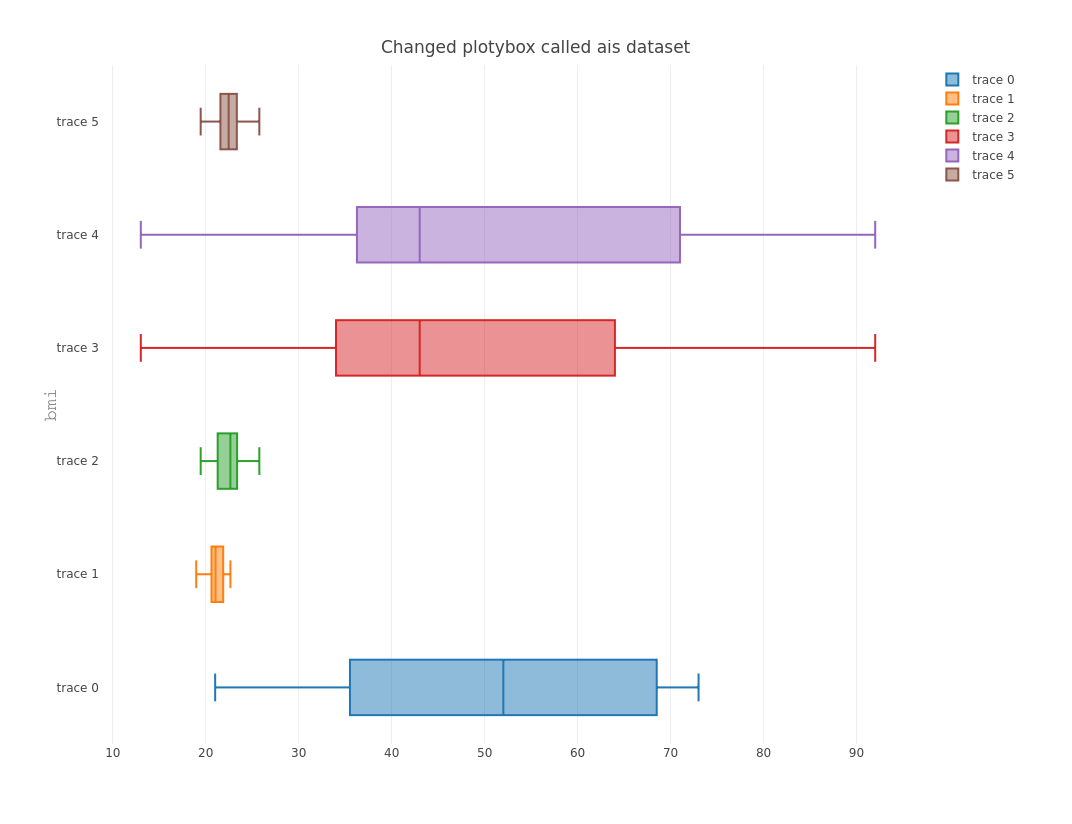 Changed plotybox called ais dataset
trace 0
trace 1
trace 2
trace 3
trace 4
trace 5
trace 5
trace 4
trace 3
bmi
trace 2
trace 1
trace 0
10 20 30 40 50 60 70 80 90